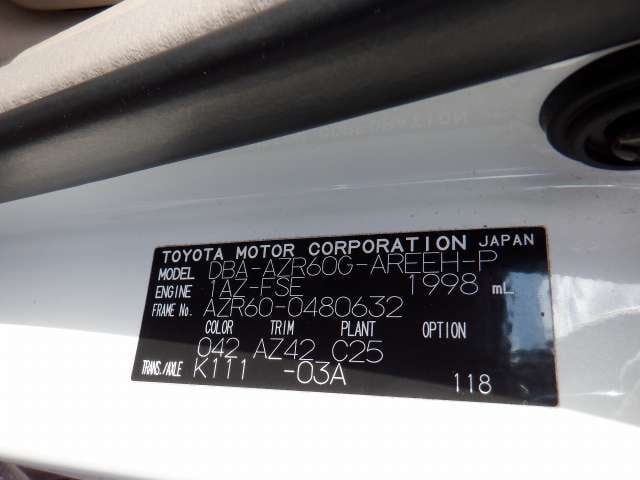 TOYOTA MOTOR CORPORATION JAPAN
MODEL DBA-AZR60G-AREEH-P
ENGINE 1AZ-FSE 1998 mL
FRAME No. AZR60-0480632
COLOR TRIM PLANT OPTION
042 AZ42 C25
TRANS./AXLE K111 -03A
118